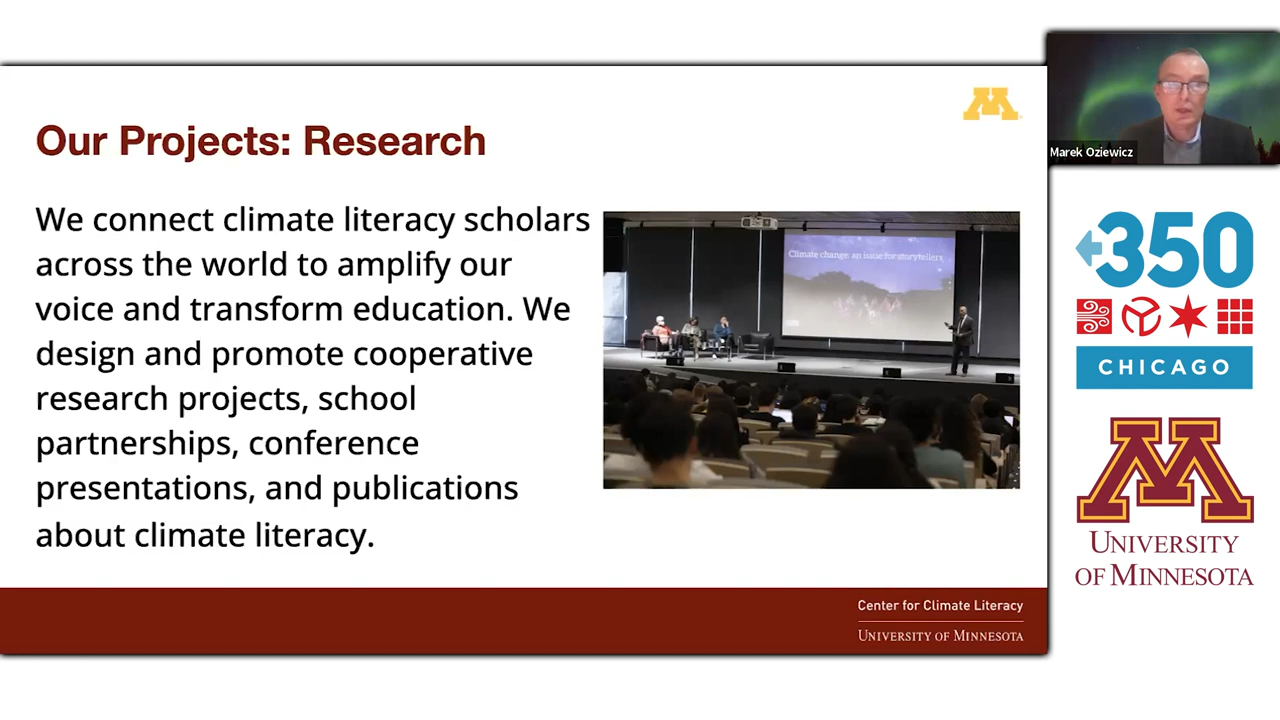 Our Projects: Research
We connect climate literacy scholars
across the world to amplify our
voice and transform education. We
design and promote cooperative
research projects, school
partnerships, conference
presentations, and publications
about climate literacy.
Climate change: an issue for storytellers
Center for Climate Literacy
UNIVERSITY OF MINNESOTA
Marek Oziewicz
350
CHICAGO
M
UNIVERSITY
OF MINNESOTA
M